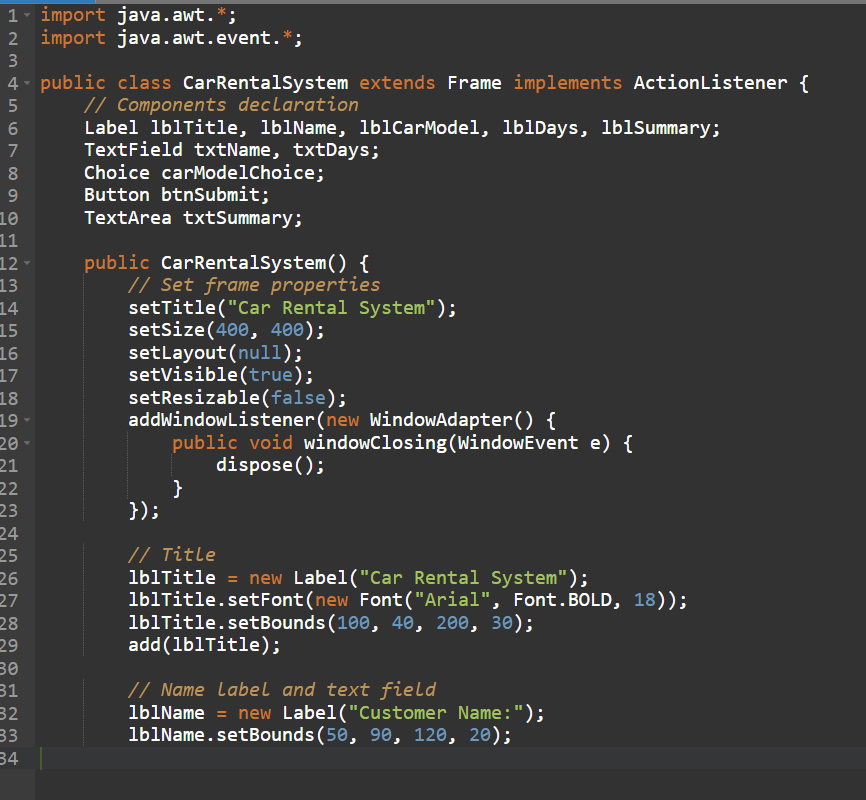 1 import java.awt.*;
2 import java.awt.event.*;
3
4 public class CarRentalSystem extends Frame implements ActionListener {
5     // Components declaration
6     Label lblTitle, lblName, lblCarModel, lblDays, lblSummary;
7     TextField txtName, txtDays;
8     Choice carModelChoice;
9     Button btnSubmit;
10     TextArea txtSummary;
11
12     public CarRentalSystem() {
13         // Set frame properties
14         setTitle("Car Rental System");
15         setSize(400, 400);
16         setLayout(null);
17         setVisible(true);
18         setResizable(false);
19         addWindowListener(new WindowAdapter() {
20             public void windowClosing(WindowEvent e) {
21                 dispose();
22             }
23         });
24
25         // Title
26         lblTitle = new Label("Car Rental System");
27         lblTitle.setFont(new Font("Arial", Font.BOLD, 18));
28         lblTitle.setBounds(100, 40, 200, 30);
29         add(lblTitle);
30
31         // Name label and text field
32         lblName = new Label("Customer Name:");
33         lblName.setBounds(50, 90, 120, 20);
34